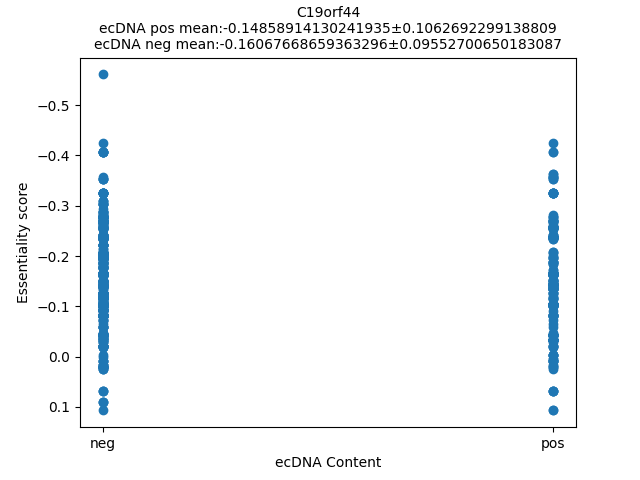 C19orf44
ecDNA pos mean:-0.14858914130241935±0.1062692299138809
ecDNA neg mean:-0.16067668659363296±0.09552700650183087
−0.5
−0.4
−0.3
−0.2
−0.1
0.0
0.1
Essentiality score
neg
pos
ecDNA Content